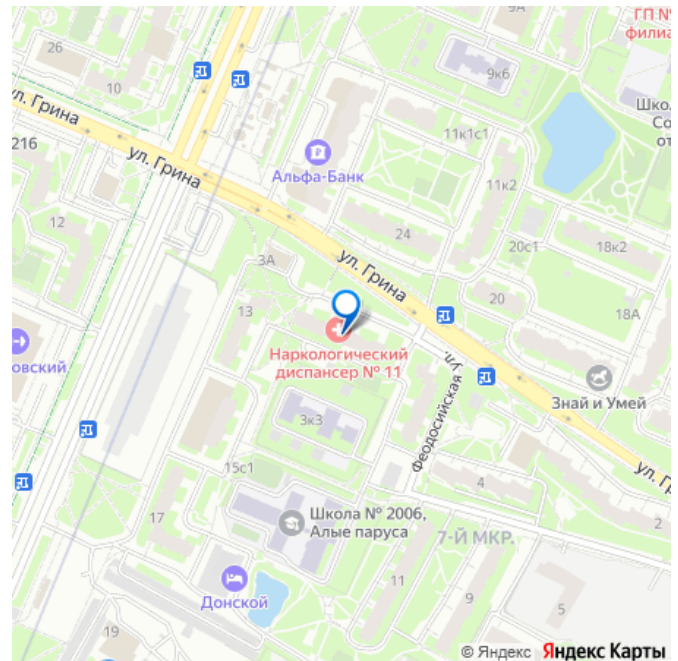 9А
ГП №
филиа
26
10
9к6
ул. Грина
216
ул. Грина
Альфа-Банк
11к1с1
Шко
Со
от
11к2
12
24
20с1
18к2
3А
ул. Грина
20
18А
13
Наркологический
диспансер № 11
овский
Феодосийская ул.
Знай и Умей
3к3
15с1
ул. Гр
4
17
Школа № 2006,
Алые паруса
2
7-Й МКР.
Донской
11
9
5
19
© Яндекс Яндекс Карты